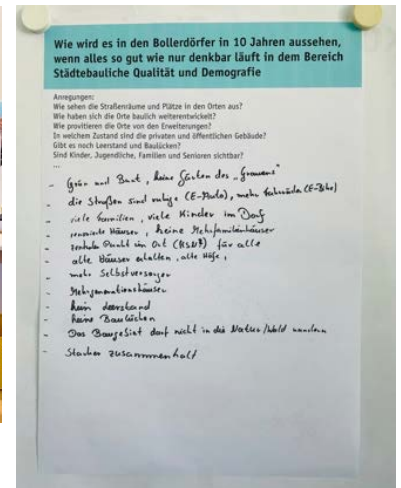 Wie wird es in den Bollerdörfer in 10 Jahren aussehen,
wenn alles so gut wie nur denkbar läuft in dem Bereich
Städtebauliche Qualität und Demografie
Anregungen:
Wie sehen die Straßenräume und Plätze in den Orten aus?
Wie haben sich die Orte baulich weiterentwickelt?
Wie provitieren die Orte von den Erweiterungen?
In welchem Zustand sind die privaten und öffentlichen Gebäude?
Gibt es noch Leerstand und Baulücken?
Sind Kinder, Jugendliche, Familien und Senioren sichtbar?
...
- Grün und Bunt, keine Gärten des „Grauens"
- die Straßen sind ruhige (E-Auto), mehr Fahrräder (E-Bike)
- viele Familien, viele Kinder im Dorf
- renovierte Häuser, keine Mehrfamilienhäuser
- zentraler Punkt im Ort für alle
- alte Häuser erhalten, alte Höfe,
- mehr Selbstversorger
- Mehrgenerationshäuser
- kein Leerstand
- keine Baulücken
- Das Baugebiet darf nicht in die Natur/Wald wandern
- Starker Zusammenhalt